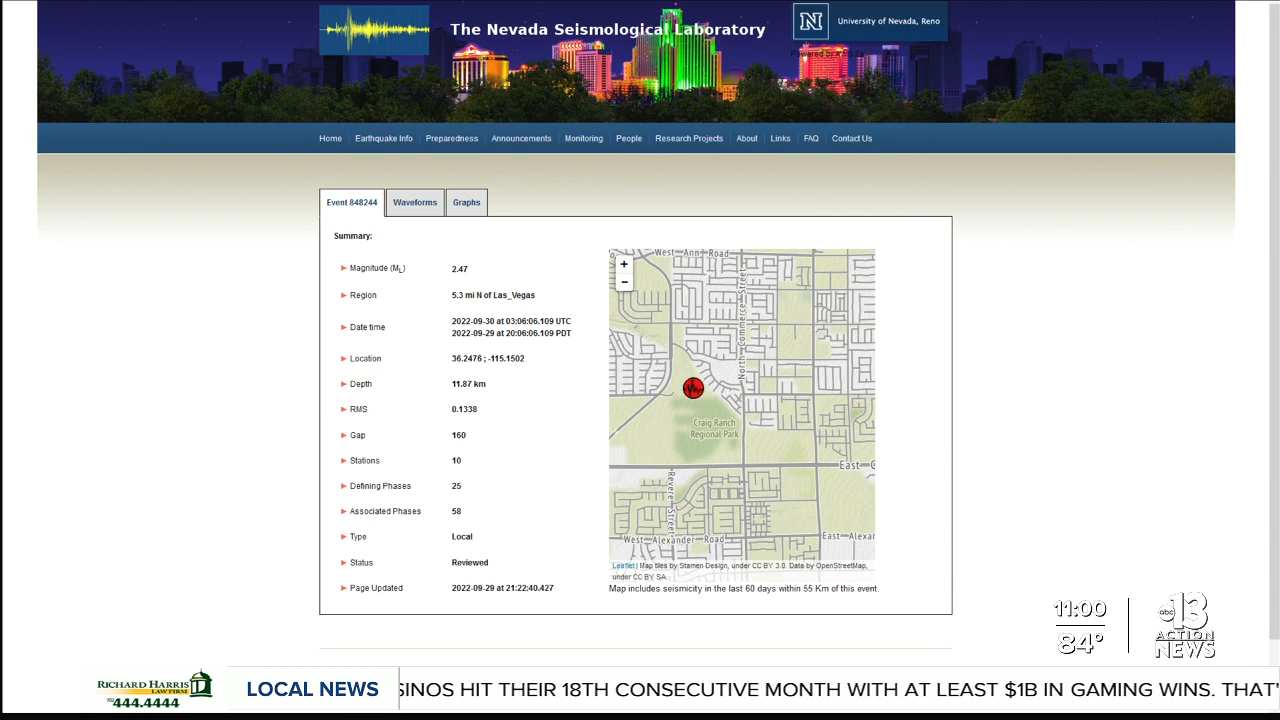 The Nevada Seismological Laboratory
N
University of Nevada, Reno
Home Earthquake Info Preparedness Announcements Monitoring People Research Projects About Links FAQ Contact Us
Event 848244 Waveforms Graphs
Summary:
Magnitude (ML) 2.47
Region 5.3 mi N of Las_Vegas
Date time 2022-09-30 at 03:06:06.109 UTC
2022-09-29 at 20:06:06.109 PDT
Location 36.2476 ; -115.1502
Depth 11.87 km
RMS 0.1338
Gap 160
Stations 10
Defining Phases 25
Associated Phases 58
Type Local
Status Reviewed
Page Updated 2022-09-29 at 21:22:40.427
+
−
West Ann Road
North Commerce Street
Craig Ranch
Regional Park
East C
Revere Street
West Alexander Road
East Alexan
Leaflet | Map tiles by Stamen Design, under CC BY 3.0. Data by OpenStreetMap,
under CC BY SA.
Map includes seismicity in the last 60 days within 55 Km of this event.
11:00
84°
abc 13
ACTION
NEWS
RICHARD HARRIS
LAW FIRM
702 444.4444
LOCAL NEWS
SINOS HIT THEIR 18TH CONSECUTIVE MONTH WITH AT LEAST $1B IN GAMING WINS. THAT'